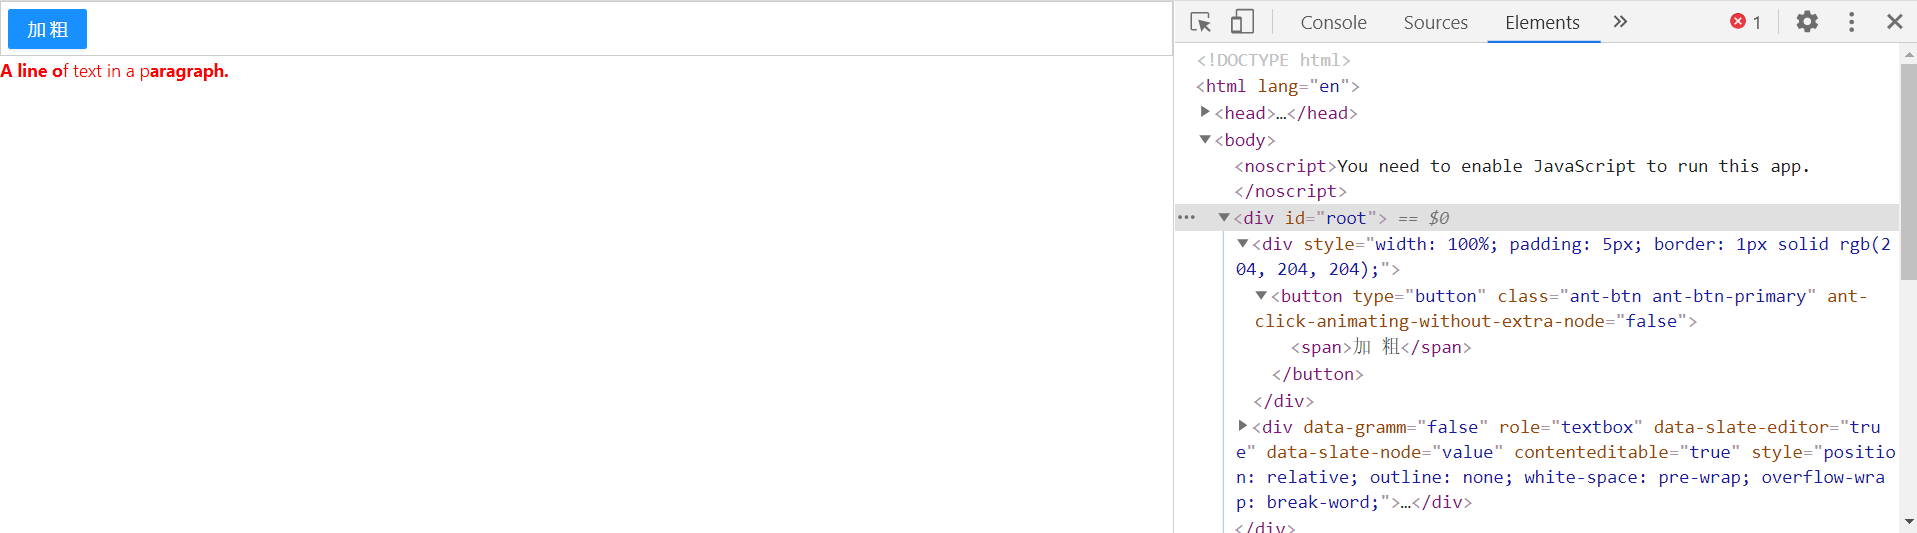 加 粗
A line of text in a paragraph.
Console Sources Elements » 1
<!DOCTYPE html>
<html lang="en">
<head>…</head>
<body>
<noscript>You need to enable JavaScript to run this app.
</noscript>
<div id="root"> == $0
<div style="width: 100%; padding: 5px; border: 1px solid rgb(2
04, 204, 204);">
<button type="button" class="ant-btn ant-btn-primary" ant-
click-animating-without-extra-node="false">
<span>加 粗</span>
</button>
</div>
<div data-gramm="false" role="textbox" data-slate-editor="tru
e" data-slate-node="value" contenteditable="true" style="positio
n: relative; outline: none; white-space: pre-wrap; overflow-wra
p: break-word;">…</div>
</div>